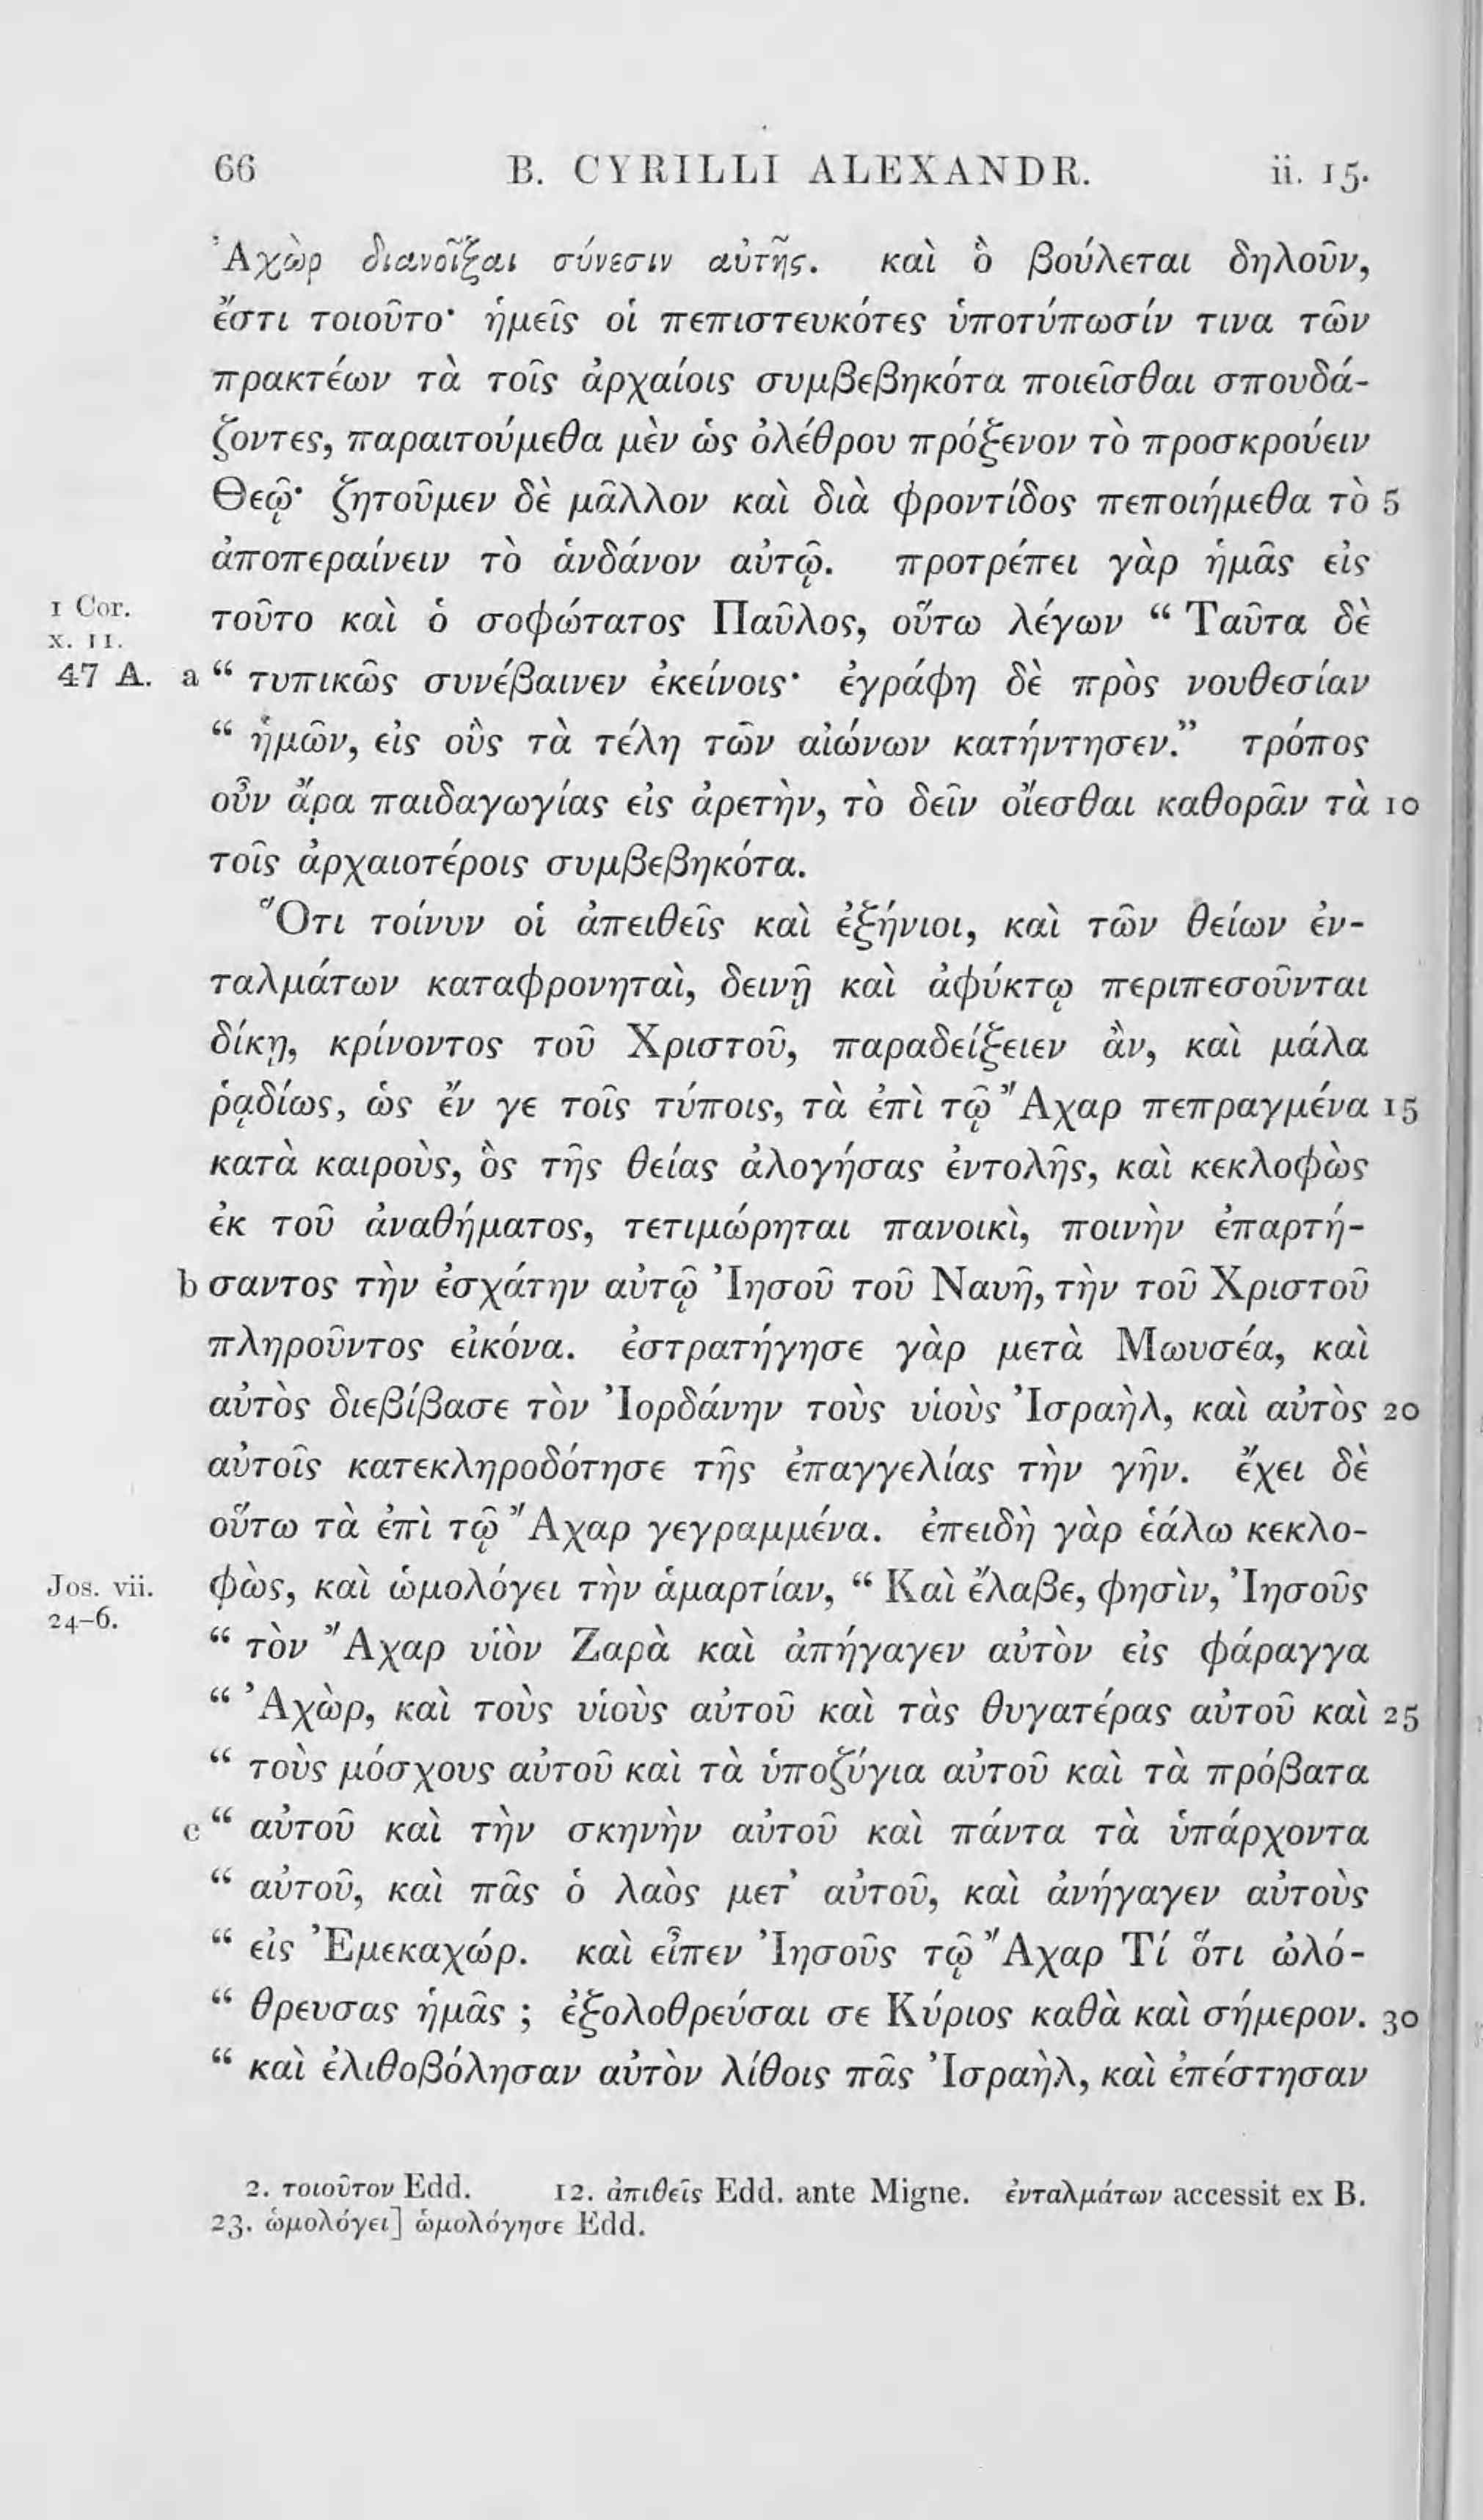 66 B. CYRILLI ALEXANDR. ii. 15.
Ἀχὼρ διανοῖξαι σύνεσιν αὐτῆς. καὶ ὃ βούλεται δηλοῦν,
ἔστι τοιοῦτο· ἡμεῖς οἱ πεπιστευκότες ὑποτύπωσίν τινα τῶν
πρακτέων τὰ τοῖς ἀρχαίοις συμβεβηκότα ποιεῖσθαι σπουδά-
ζοντες, παραιτούμεθα μὲν ὡς ὀλέθρου πρόξενον τὸ προσκρούειν
Θεῷ· ζητοῦμεν δὲ μᾶλλον καὶ διὰ φροντίδος πεποιήμεθα τὸ 5
ἀποπεραίνειν τὸ ἁνδάνον αὐτῷ. προτρέπει γὰρ ἡμᾶς εἰς
1 Cor. x. 11. τοῦτο καὶ ὁ σοφώτατος Παῦλος, οὕτω λέγων “ Ταῦτα δὲ
47 A. a “ τυπικῶς συνέβαινεν ἐκείνοις· ἐγράφη δὲ πρὸς νουθεσίαν
“ ἡμῶν, εἰς οὓς τὰ τέλη τῶν αἰώνων κατήντησεν.” τρόπος
οὖν ἄρα παιδαγωγίας εἰς ἀρετὴν, τὸ δεῖν οἴεσθαι καθορᾶν τὰ 10
τοῖς ἀρχαιοτέροις συμβεβηκότα.
Ὅτι τοίνυν οἱ ἀπειθεῖς καὶ ἐξήνιοι, καὶ τῶν θείων ἐν-
ταλμάτων καταφρονηταὶ, δεινῇ καὶ ἀφύκτῳ περιπεσοῦνται
δίκῃ, κρίνοντος τοῦ Χριστοῦ, παραδείξειεν ἂν, καὶ μάλα
ῥᾳδίως, ὡς ἔν γε τοῖς τύποις, τὰ ἐπὶ τῷ Ἄχαρ πεπραγμένα 15
κατὰ καιροὺς, ὃς τῆς θείας ἀλογήσας ἐντολῆς, καὶ κεκλοφὼς
ἐκ τοῦ ἀναθήματος, τετιμώρηται πανοικὶ, ποινὴν ἐπαρτή-
b σαντος τὴν ἐσχάτην αὐτῷ Ἰησοῦ τοῦ Ναυῆ, τὴν τοῦ Χριστοῦ
πληροῦντος εἰκόνα. ἐστρατήγησε γὰρ μετὰ Μωυσέα, καὶ
αὐτὸς διεβίβασε τὸν Ἰορδάνην τοὺς υἱοὺς Ἰσραὴλ, καὶ αὐτὸς 20
αὐτοῖς κατεκληροδότησε τῆς ἐπαγγελίας τὴν γῆν. ἔχει δὲ
οὕτω τὰ ἐπὶ τῷ Ἄχαρ γεγραμμένα. ἐπειδὴ γὰρ ἑάλω κεκλο-
Jos. vii. 24-6. φὼς, καὶ ὡμολόγει τὴν ἁμαρτίαν, “ Καὶ ἔλαβε, φησὶν, Ἰησοῦς
“ τὸν Ἄχαρ υἱὸν Ζαρὰ καὶ ἀπήγαγεν αὐτὸν εἰς φάραγγα
“ Ἀχὼρ, καὶ τοὺς υἱοὺς αὐτοῦ καὶ τὰς θυγατέρας αὐτοῦ καὶ 25
“ τοὺς μόσχους αὐτοῦ καὶ τὰ ὑποζύγια αὐτοῦ καὶ τὰ πρόβατα
c “ αὐτοῦ καὶ τὴν σκηνὴν αὐτοῦ καὶ πάντα τὰ ὑπάρχοντα
“ αὐτοῦ, καὶ πᾶς ὁ λαὸς μετ’ αὐτοῦ, καὶ ἀνήγαγεν αὐτοὺς
“ εἰς Ἐμεκαχώρ. καὶ εἶπεν Ἰησοῦς τῷ Ἄχαρ Τί ὅτι ὠλό-
“ θρευσας ἡμᾶς ; ἐξολοθρεύσαι σε Κύριος καθὰ καὶ σήμερον. 30
“ καὶ ἐλιθοβόλησαν αὐτὸν λίθοις πᾶς Ἰσραὴλ, καὶ ἐπέστησαν
2. τοιοῦτον Edd. 12. ἀπιθεῖς Edd. ante Migne. ἐνταλμάτων accessit ex B.
23. ὡμολόγει] ὡμολόγησε Edd.